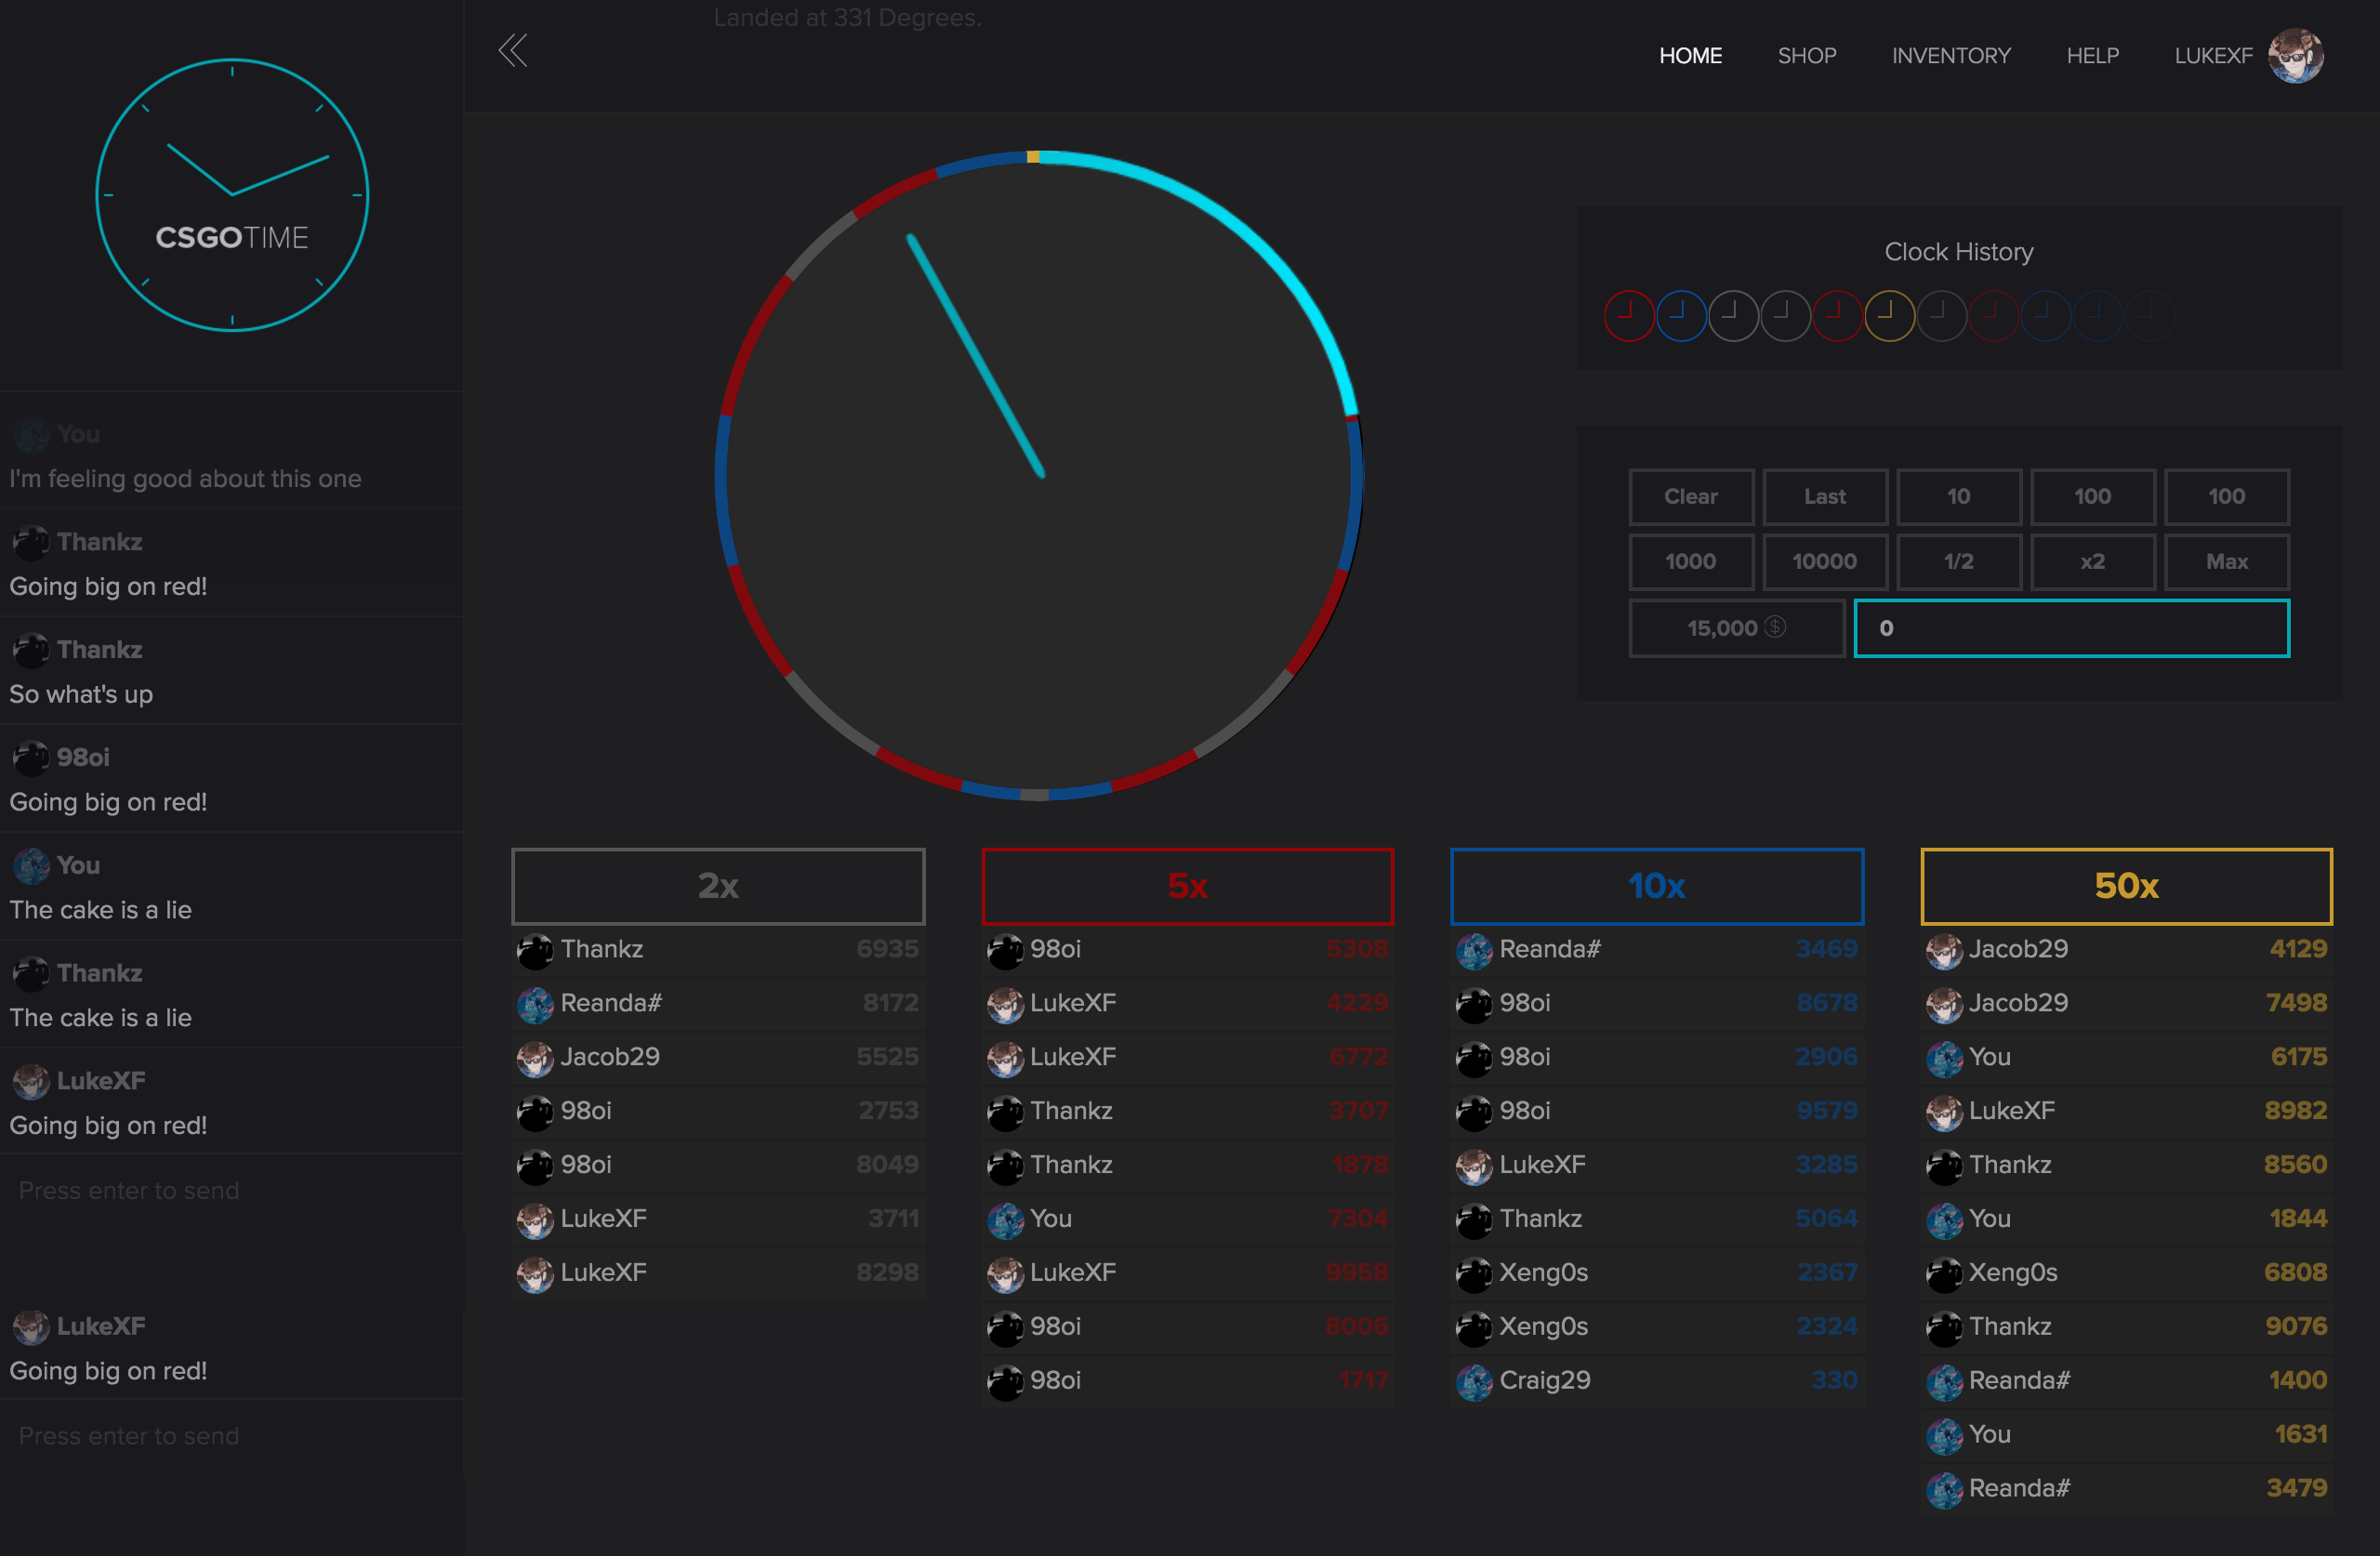 Landed at 331 Degrees.
HOME SHOP INVENTORY HELP LUKEXF
CSGOTIME
You
I'm feeling good about this one
Thankz
Going big on red!
Thankz
So what's up
98oi
Going big on red!
You
The cake is a lie
Thankz
The cake is a lie
LukeXF
Going big on red!
Press enter to send
LukeXF
Going big on red!
Press enter to send
Clock History
Clear Last 10 100 100
1000 10000 1/2 x2 Max
15,000 $ 0
2x
Thankz 6935
Reanda# 8172
Jacob29 5525
98oi 2753
98oi 8049
LukeXF 3711
LukeXF 8298
5x
98oi 5308
LukeXF 4229
LukeXF 6772
Thankz 3707
Thankz 1878
You 7304
LukeXF 9958
98oi 8006
98oi 1717
10x
Reanda# 3469
98oi 8678
98oi 2906
98oi 9579
LukeXF 3285
Thankz 5064
Xeng0s 2367
Xeng0s 2324
Craig29 330
50x
Jacob29 4129
Jacob29 7498
You 6175
LukeXF 8982
Thankz 8560
You 1844
Xeng0s 6808
Thankz 9076
Reanda# 1400
You 1631
Reanda# 3479